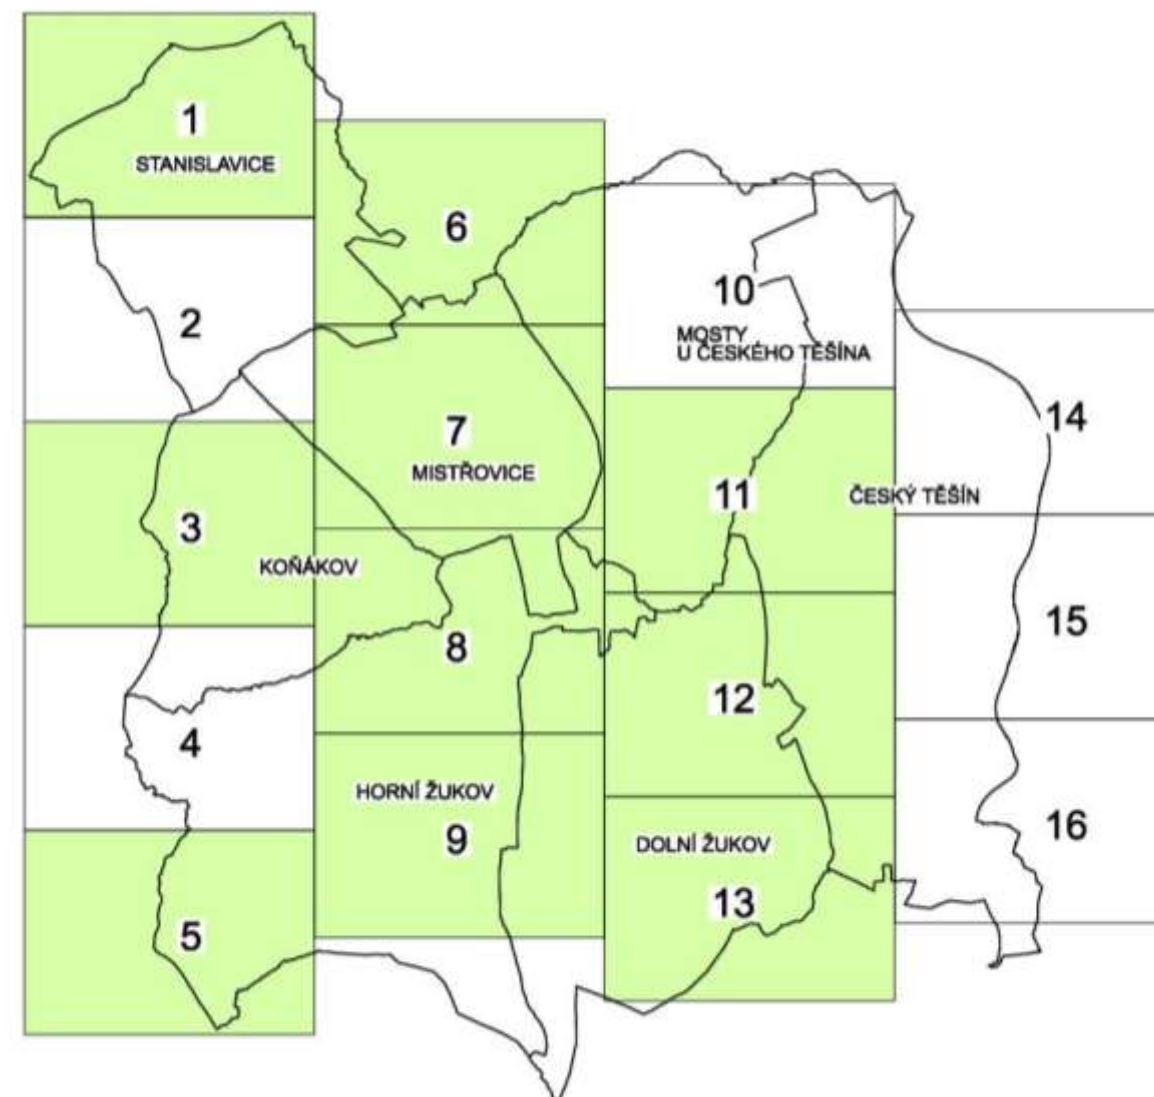 1
STANISLAVICE
6
2
10
MOSTY
U ČESKÉHO TĚŠÍNA
14
7
MISTŘOVICE
11
ČESKÝ TĚŠÍN
3
KOŇÁKOV
15
8
12
4
HORNÍ ŽUKOV
9
16
DOLNÍ ŽUKOV
13
5